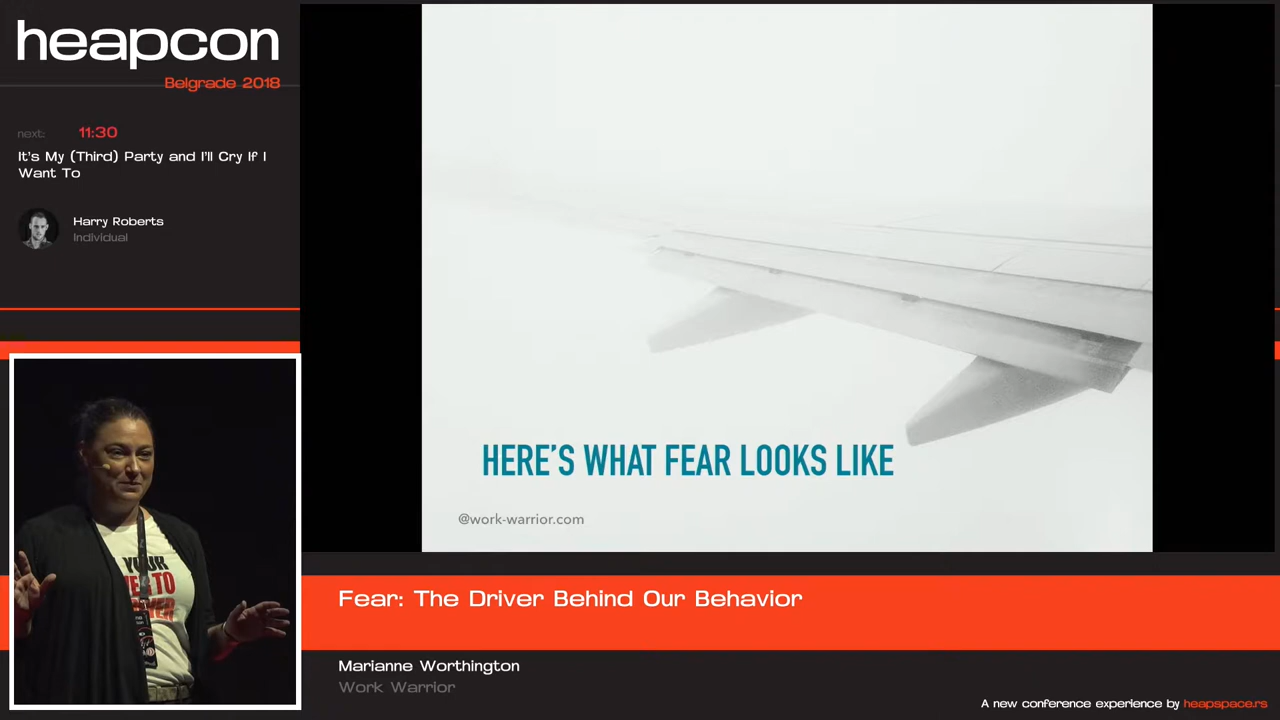 heapcon
Belgrade 2018
next: 11:30
It's My (Third) Party and I'll Cry If I
Want To
Harry Roberts
Individual
HERE'S WHAT FEAR LOOKS LIKE
@work-warrior.com
YOUR
TO
Fear: The Driver Behind Our Behavior
Marianne Worthington
Work Warrior
A new conference experience by heapspace.rs